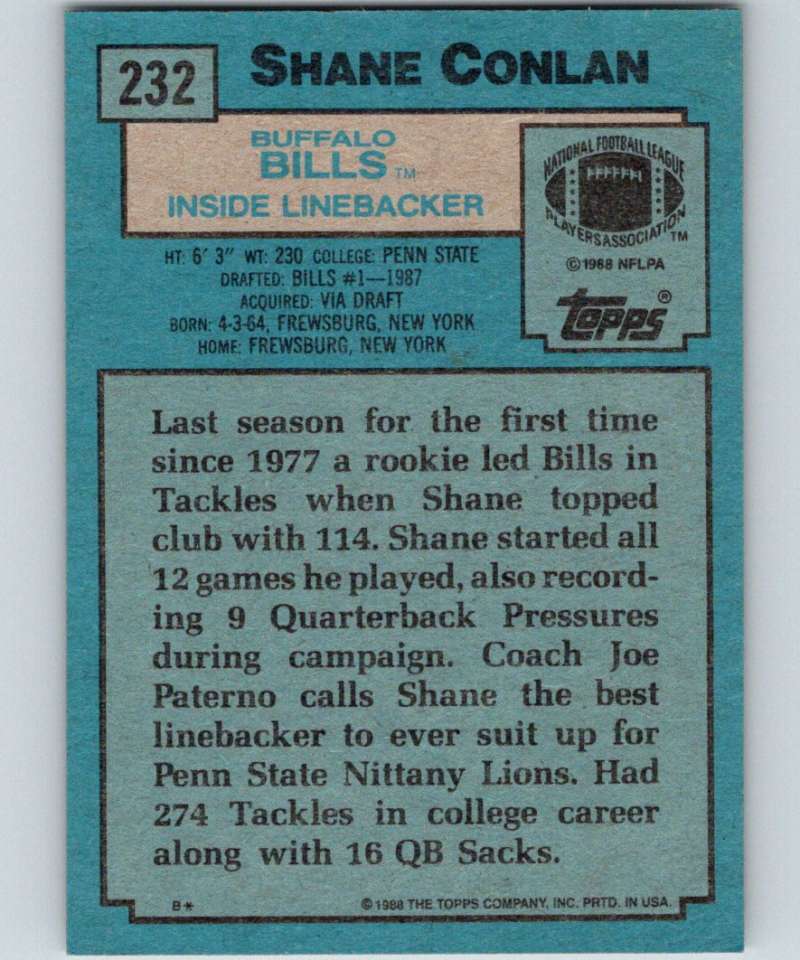 232
SHANE CONLAN
BUFFALO
BILLS TM
INSIDE LINEBACKER
NATIONAL FOOTBALL LEAGUE
PLAYERS ASSOCIATION TM
©1988 NFLPA
Topps®
HT: 6' 3" WT: 230 COLLEGE: PENN STATE
DRAFTED: BILLS #1—1987
ACQUIRED: VIA DRAFT
BORN: 4-3-64, FREWSBURG, NEW YORK
HOME: FREWSBURG, NEW YORK
Last season for the first time
since 1977 a rookie led Bills in
Tackles when Shane topped
club with 114. Shane started all
12 games he played, also record-
ing 9 Quarterback Pressures
during campaign. Coach Joe
Paterno calls Shane the best
linebacker to ever suit up for
Penn State Nittany Lions. Had
274 Tackles in college career
along with 16 QB Sacks.
B*
©1988 THE TOPPS COMPANY, INC. PRTD. IN USA.